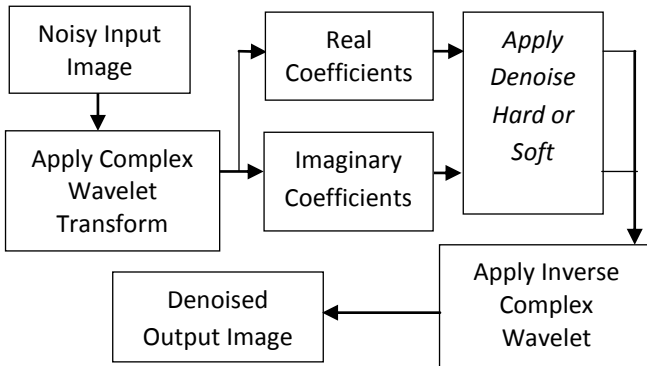 Noisy Input
Image
Real
Coefficients
Apply
Denoise
Hard or
Soft
Apply Complex
Wavelet
Transform
Imaginary
Coefficients
Apply Inverse
Complex
Wavelet
Denoised
Output Image